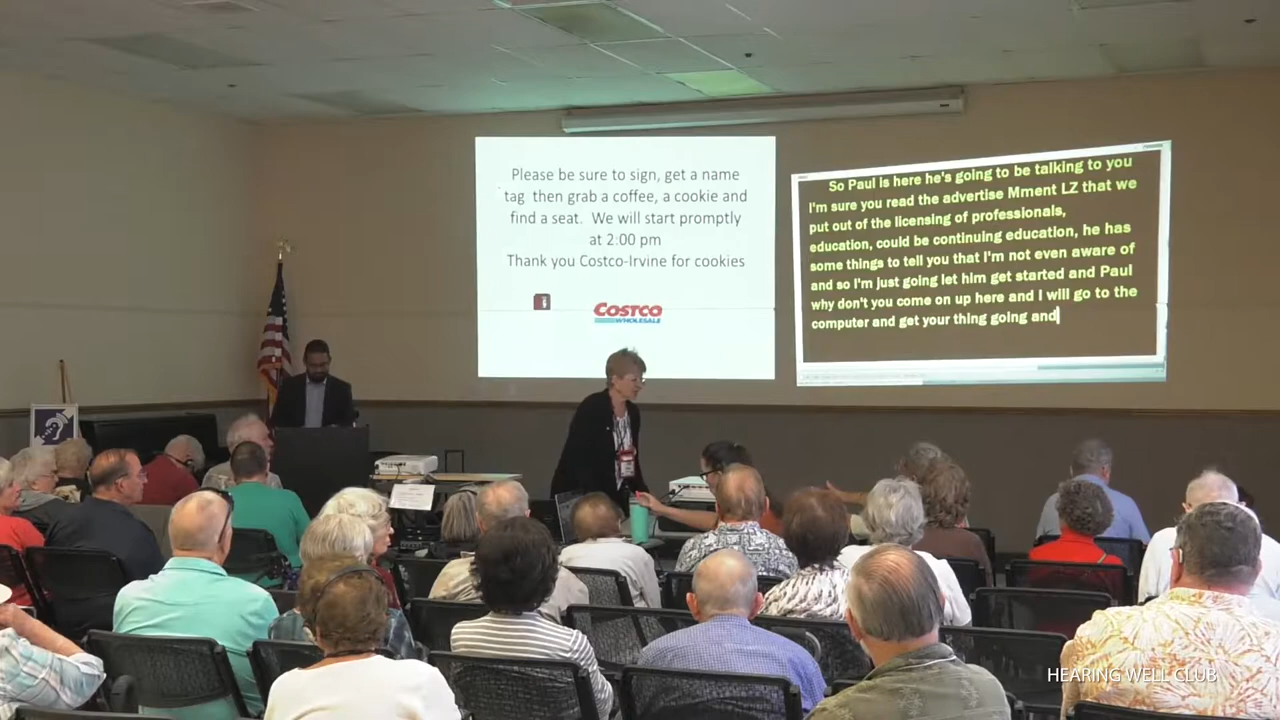 Please be sure to sign, get a name
tag then grab a coffee, a cookie and
find a seat. We will start promptly
at 2:00 pm
Thank you Costco-Irvine for cookies
COSTCO
WHOLESALE
So Paul is here he's going to be talking to you
I'm sure you read the advertise Mment LZ that we
put out of the licensing of professionals,
education, could be continuing education, he has
some things to tell you that I'm not even aware of
and so I'm just going let him get started and Paul
why don't you come on up here and I will go to the
computer and get your thing going and
HEARING WELL CLUB